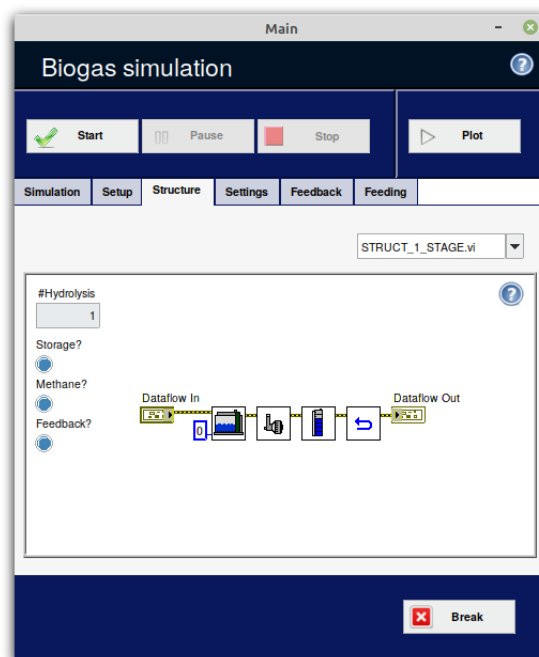 Main
Biogas simulation
?
Start
Pause
Stop
Plot
Simulation
Setup
Structure
Settings
Feedback
Feeding
STRUCT_1_STAGE.vi
#Hydrolysis
?
1
Storage?
Methane?
Dataflow In
Dataflow Out
Feedback?
0
Break